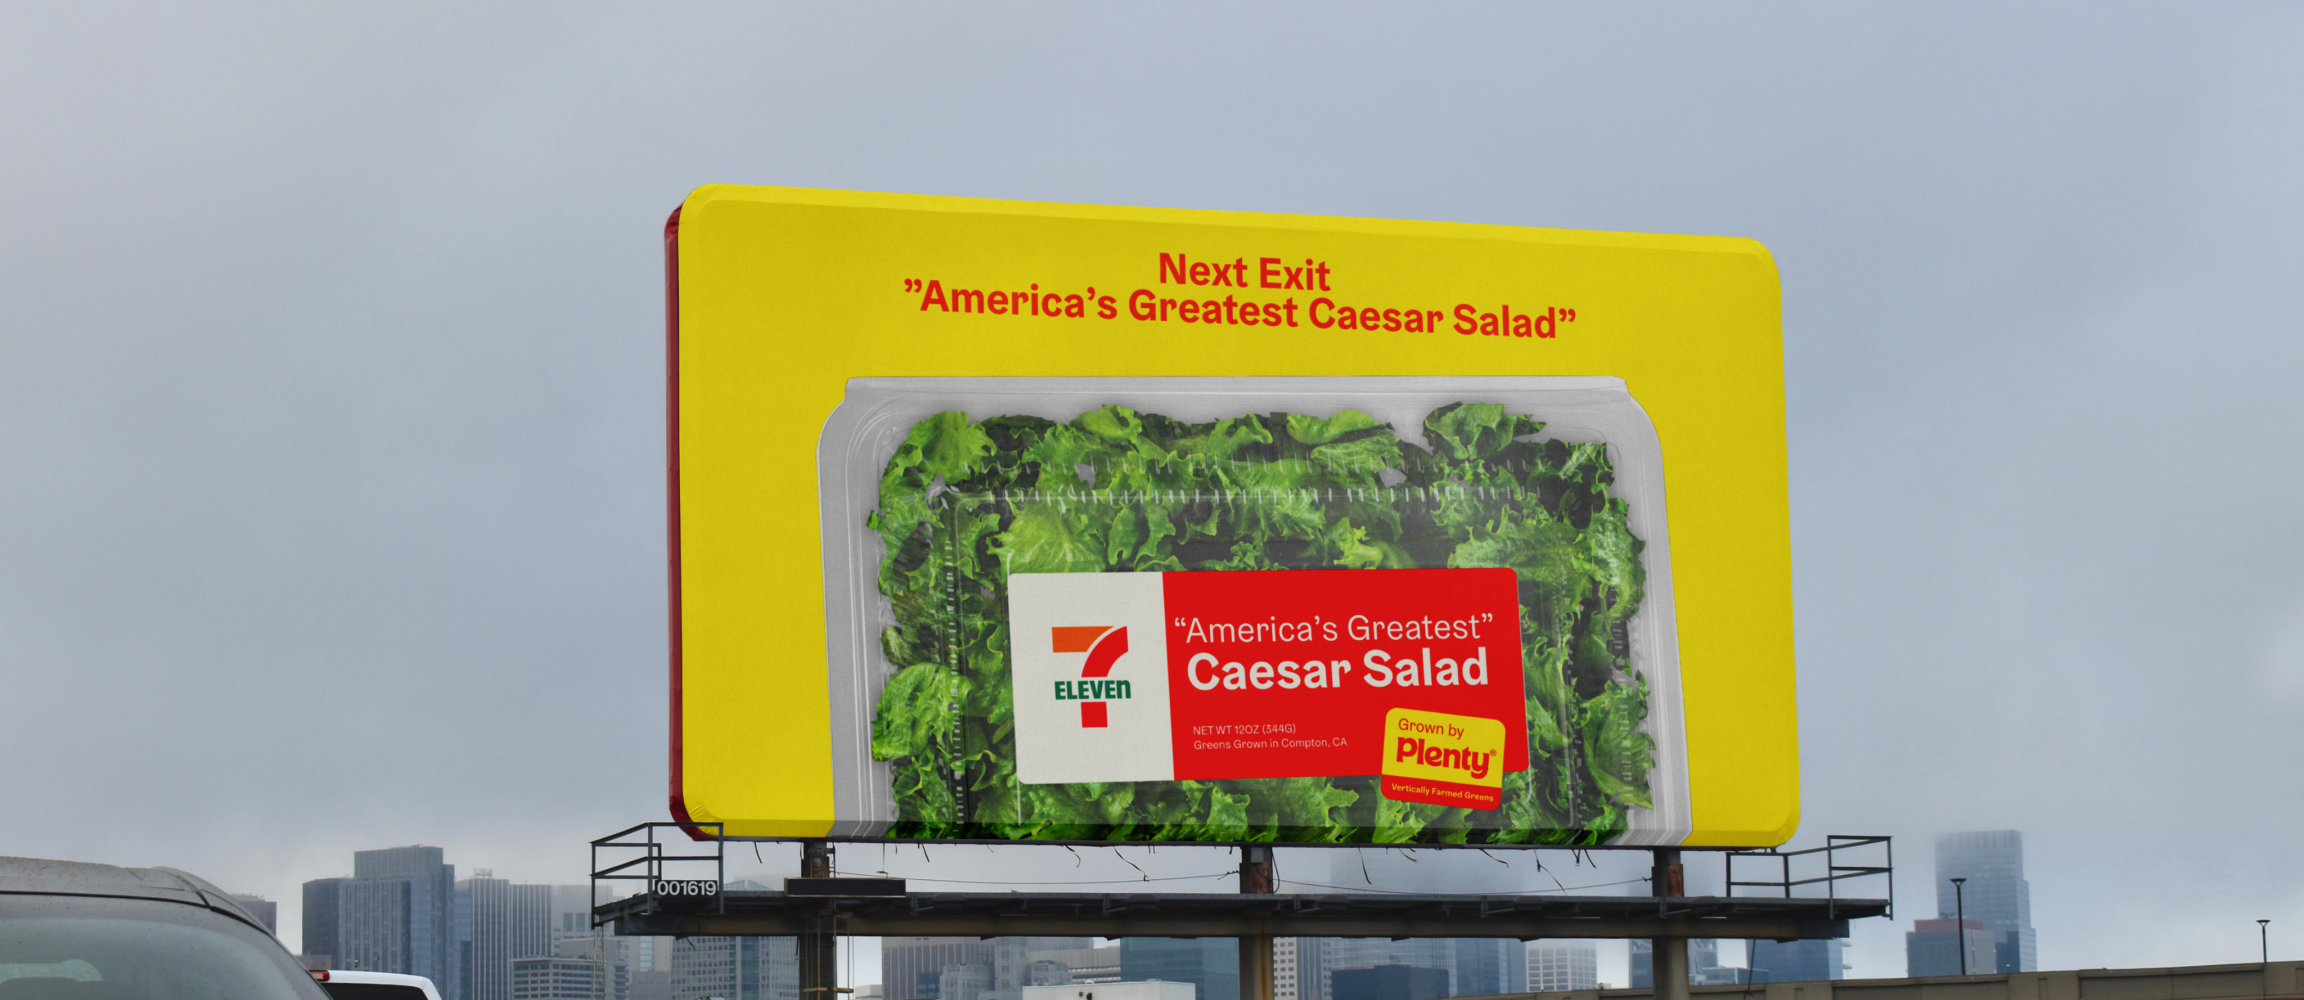 Next Exit
”America’s Greatest Caesar Salad”
7
ELEVEn
“America’s Greatest”
Caesar Salad
NET WT 12OZ (344G)
Greens Grown in Compton, CA
Grown by
Plenty®
Vertically Farmed Greens
001619